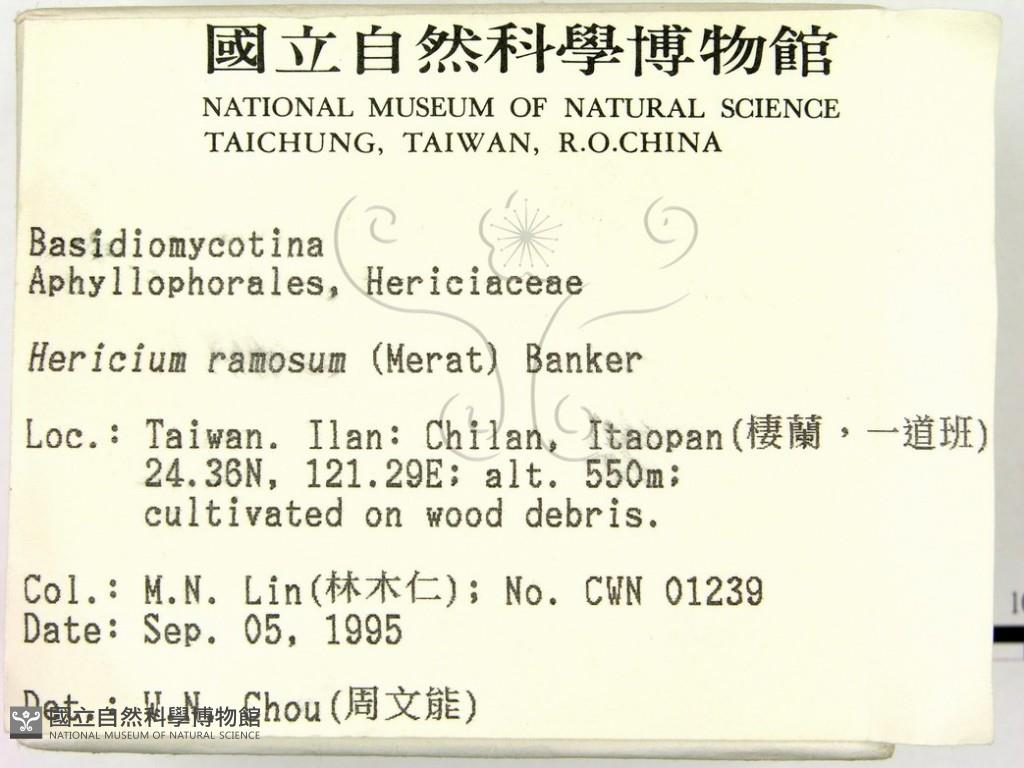 國立自然科學博物館
NATIONAL MUSEUM OF NATURAL SCIENCE
TAICHUNG, TAIWAN, R.O.CHINA
Basidiomycotina
Aphyllophorales, Hericiaceae
Hericium ramosum (Merat) Banker
Loc.: Taiwan. Ilan: Chilan, Itaopan(棲蘭，一道班)
24.36N, 121.29E; alt. 550m;
cultivated on wood debris.
Col.: M.N. Lin(林木仁); No. CWN 01239
Date: Sep. 05, 1995
Det.: W.N. Chou(周文能)
國立自然科學博物館
NATIONAL MUSEUM OF NATURAL SCIENCE